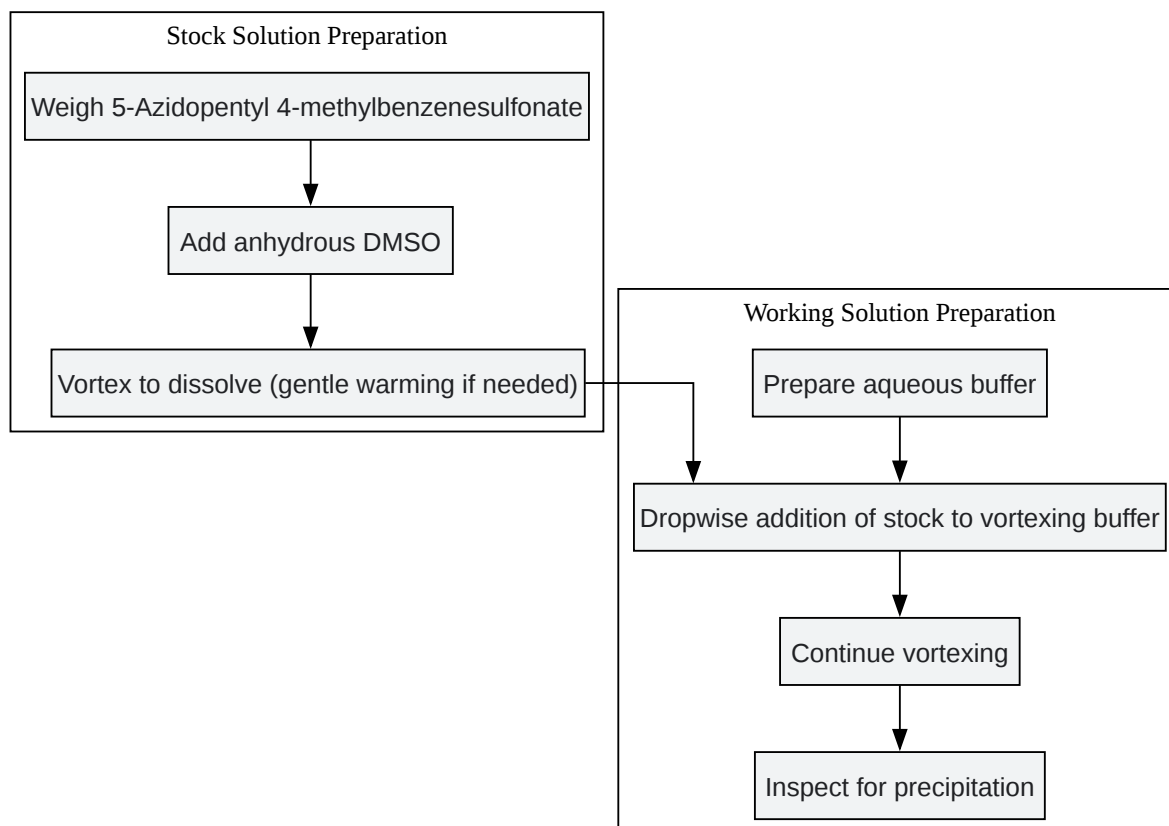 Stock Solution Preparation
Weigh 5-Azidopentyl 4-methylbenzenesulfonate
Add anhydrous DMSO
Vortex to dissolve (gentle warming if needed)
Working Solution Preparation
Prepare aqueous buffer
Dropwise addition of stock to vortexing buffer
Continue vortexing
Inspect for precipitation